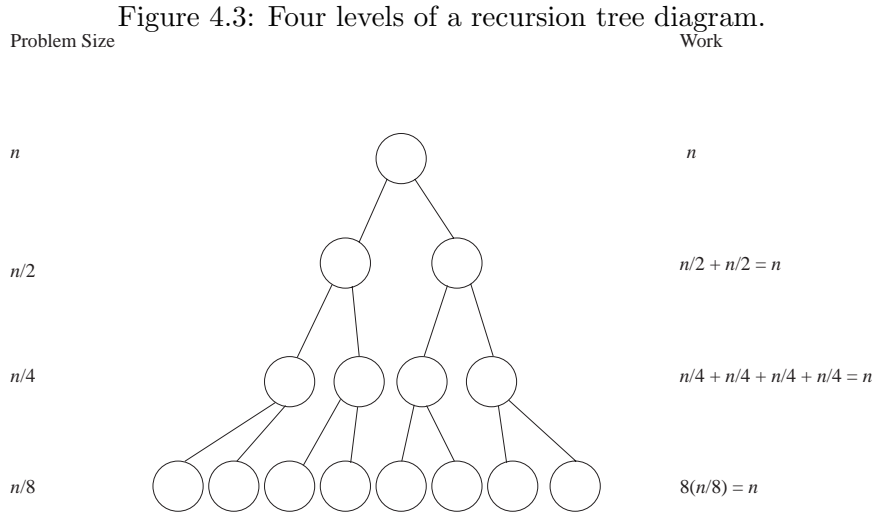 Figure 4.3: Four levels of a recursion tree diagram.
Problem Size Work
n n
n/2 n/2 + n/2 = n
n/4 n/4 + n/4 + n/4 + n/4 = n
n/8 8(n/8) = n